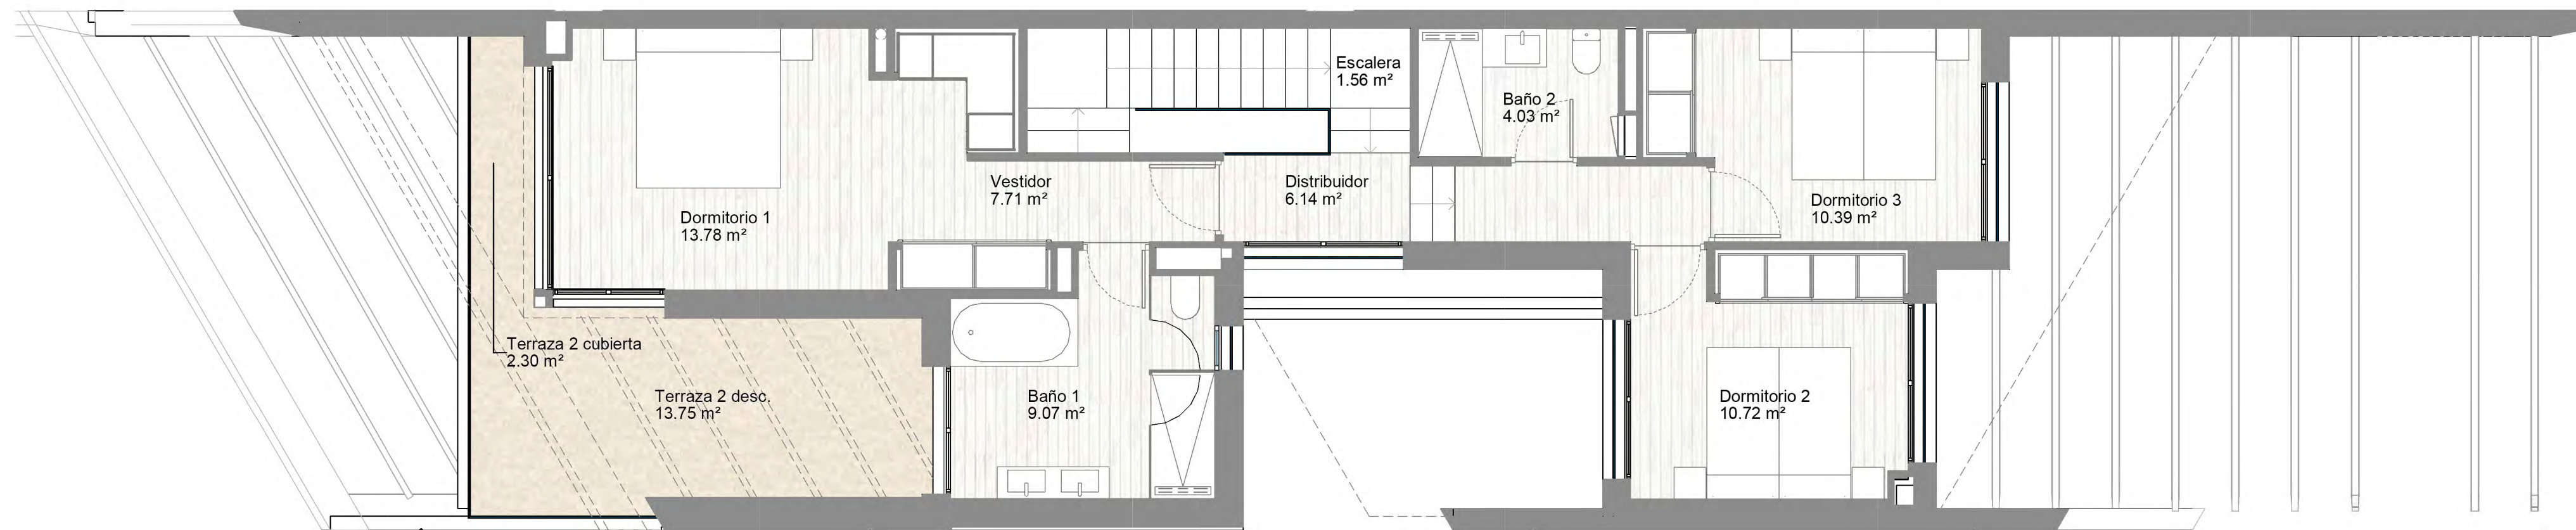 Escalera
1.56 m²
Baño 2
4.03 m²
Vestidor
7.71 m²
Distribuidor
6.14 m²
Dormitorio 3
10.39 m²
Dormitorio 1
13.78 m²
Terraza 2 cubierta
2.30 m²
Terraza 2 desc.
13.75 m²
Baño 1
9.07 m²
Dormitorio 2
10.72 m²